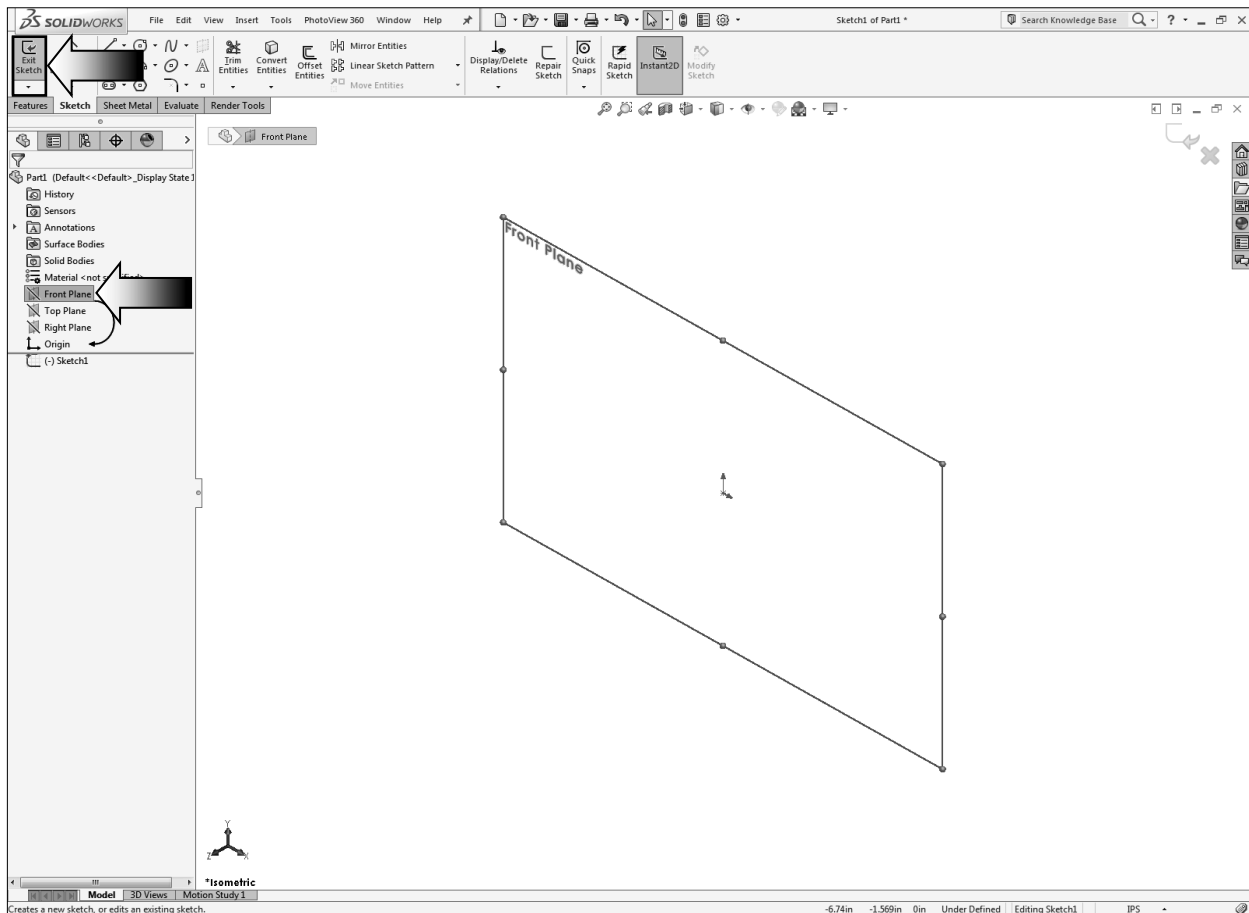 SOLIDWORKS File Edit View Insert Tools PhotoView 360 Window Help Sketch1 of Part1 * Search Knowledge Base
Exit Sketch
Trim Entities
Convert Entities
Offset Entities
Mirror Entities
Linear Sketch Pattern
Move Entities
Display/Delete Relations
Repair Sketch
Quick Snaps
Rapid Sketch
Instant2D
Modify Sketch
Features Sketch Sheet Metal Evaluate Render Tools
Front Plane
Part1 (Default<<Default>_Display State 1
History
Sensors
Annotations
Surface Bodies
Solid Bodies
Material <not
Front Plane
Top Plane
Right Plane
Origin
(-) Sketch1
Front Plane
Y
Z X
*Isometric
Model 3D Views Motion Study 1
Creates a new sketch, or edits an existing sketch. -6.74in -1.569in 0in Under Defined Editing Sketch1 IPS